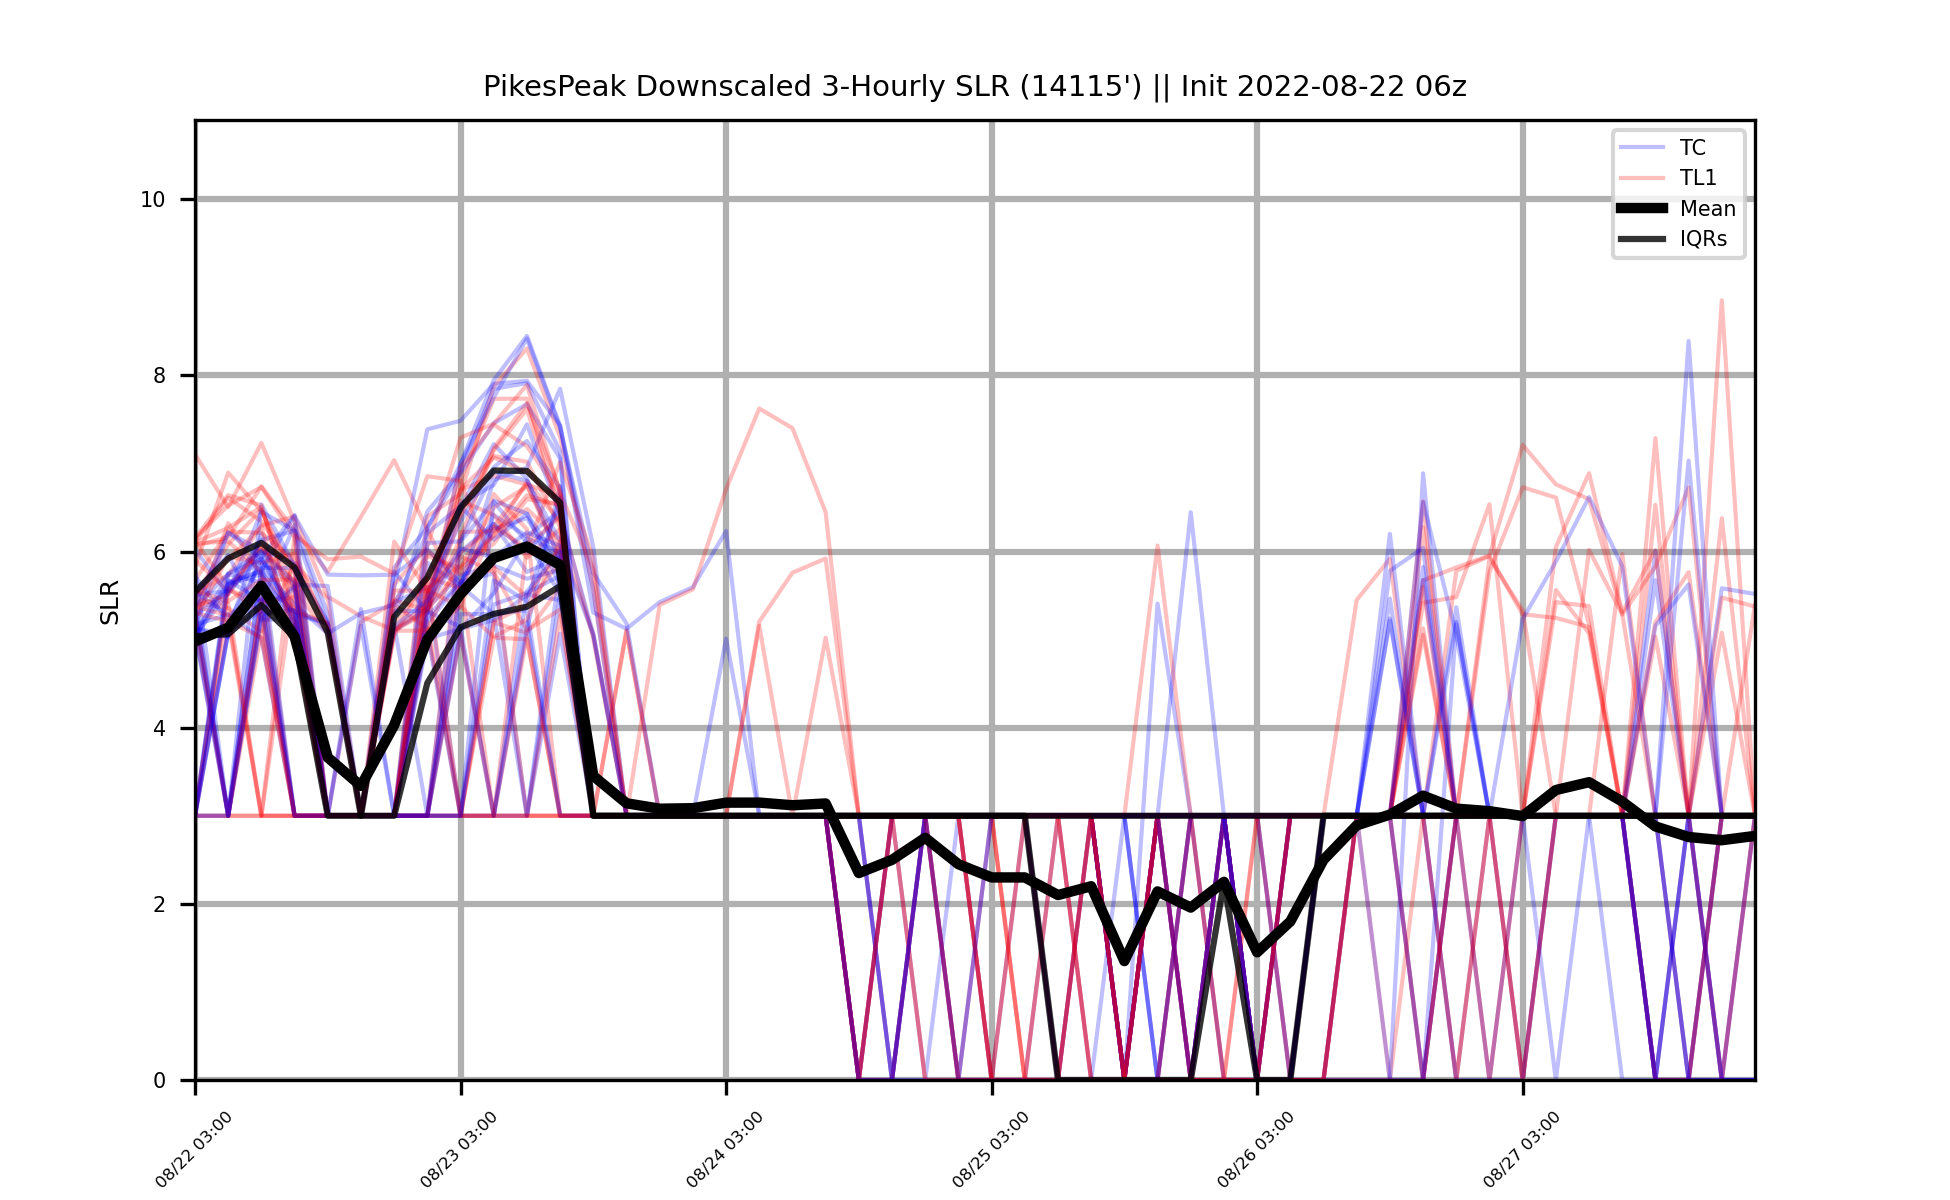 PikesPeak Downscaled 3-Hourly SLR (14115') || Init 2022-08-22 06z
TC
TL1
Mean
IQRs
SLR
10
8
6
4
2
0
08/22 03:00
08/23 03:00
08/24 03:00
08/25 03:00
08/26 03:00
08/27 03:00